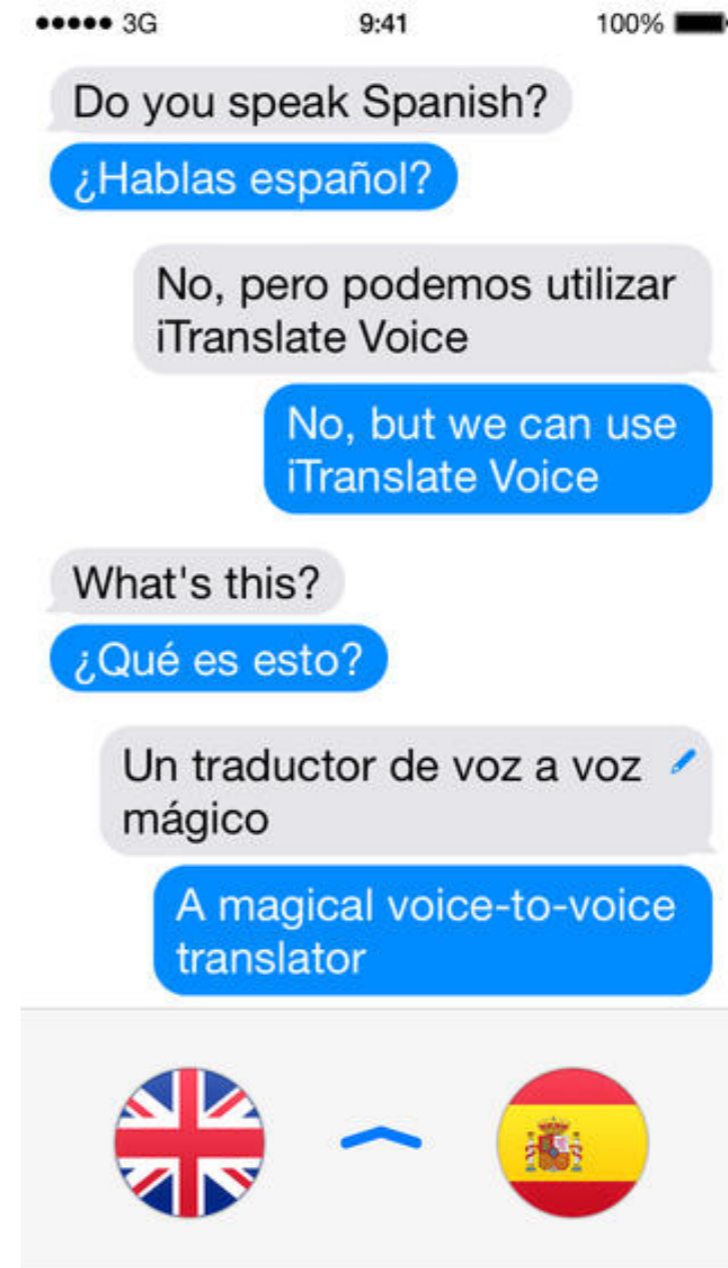 3G 9:41 100%
Do you speak Spanish?
¿Hablas español?
No, pero podemos utilizar
iTranslate Voice
No, but we can use
iTranslate Voice
What's this?
¿Qué es esto?
Un traductor de voz a voz
mágico
A magical voice-to-voice
translator